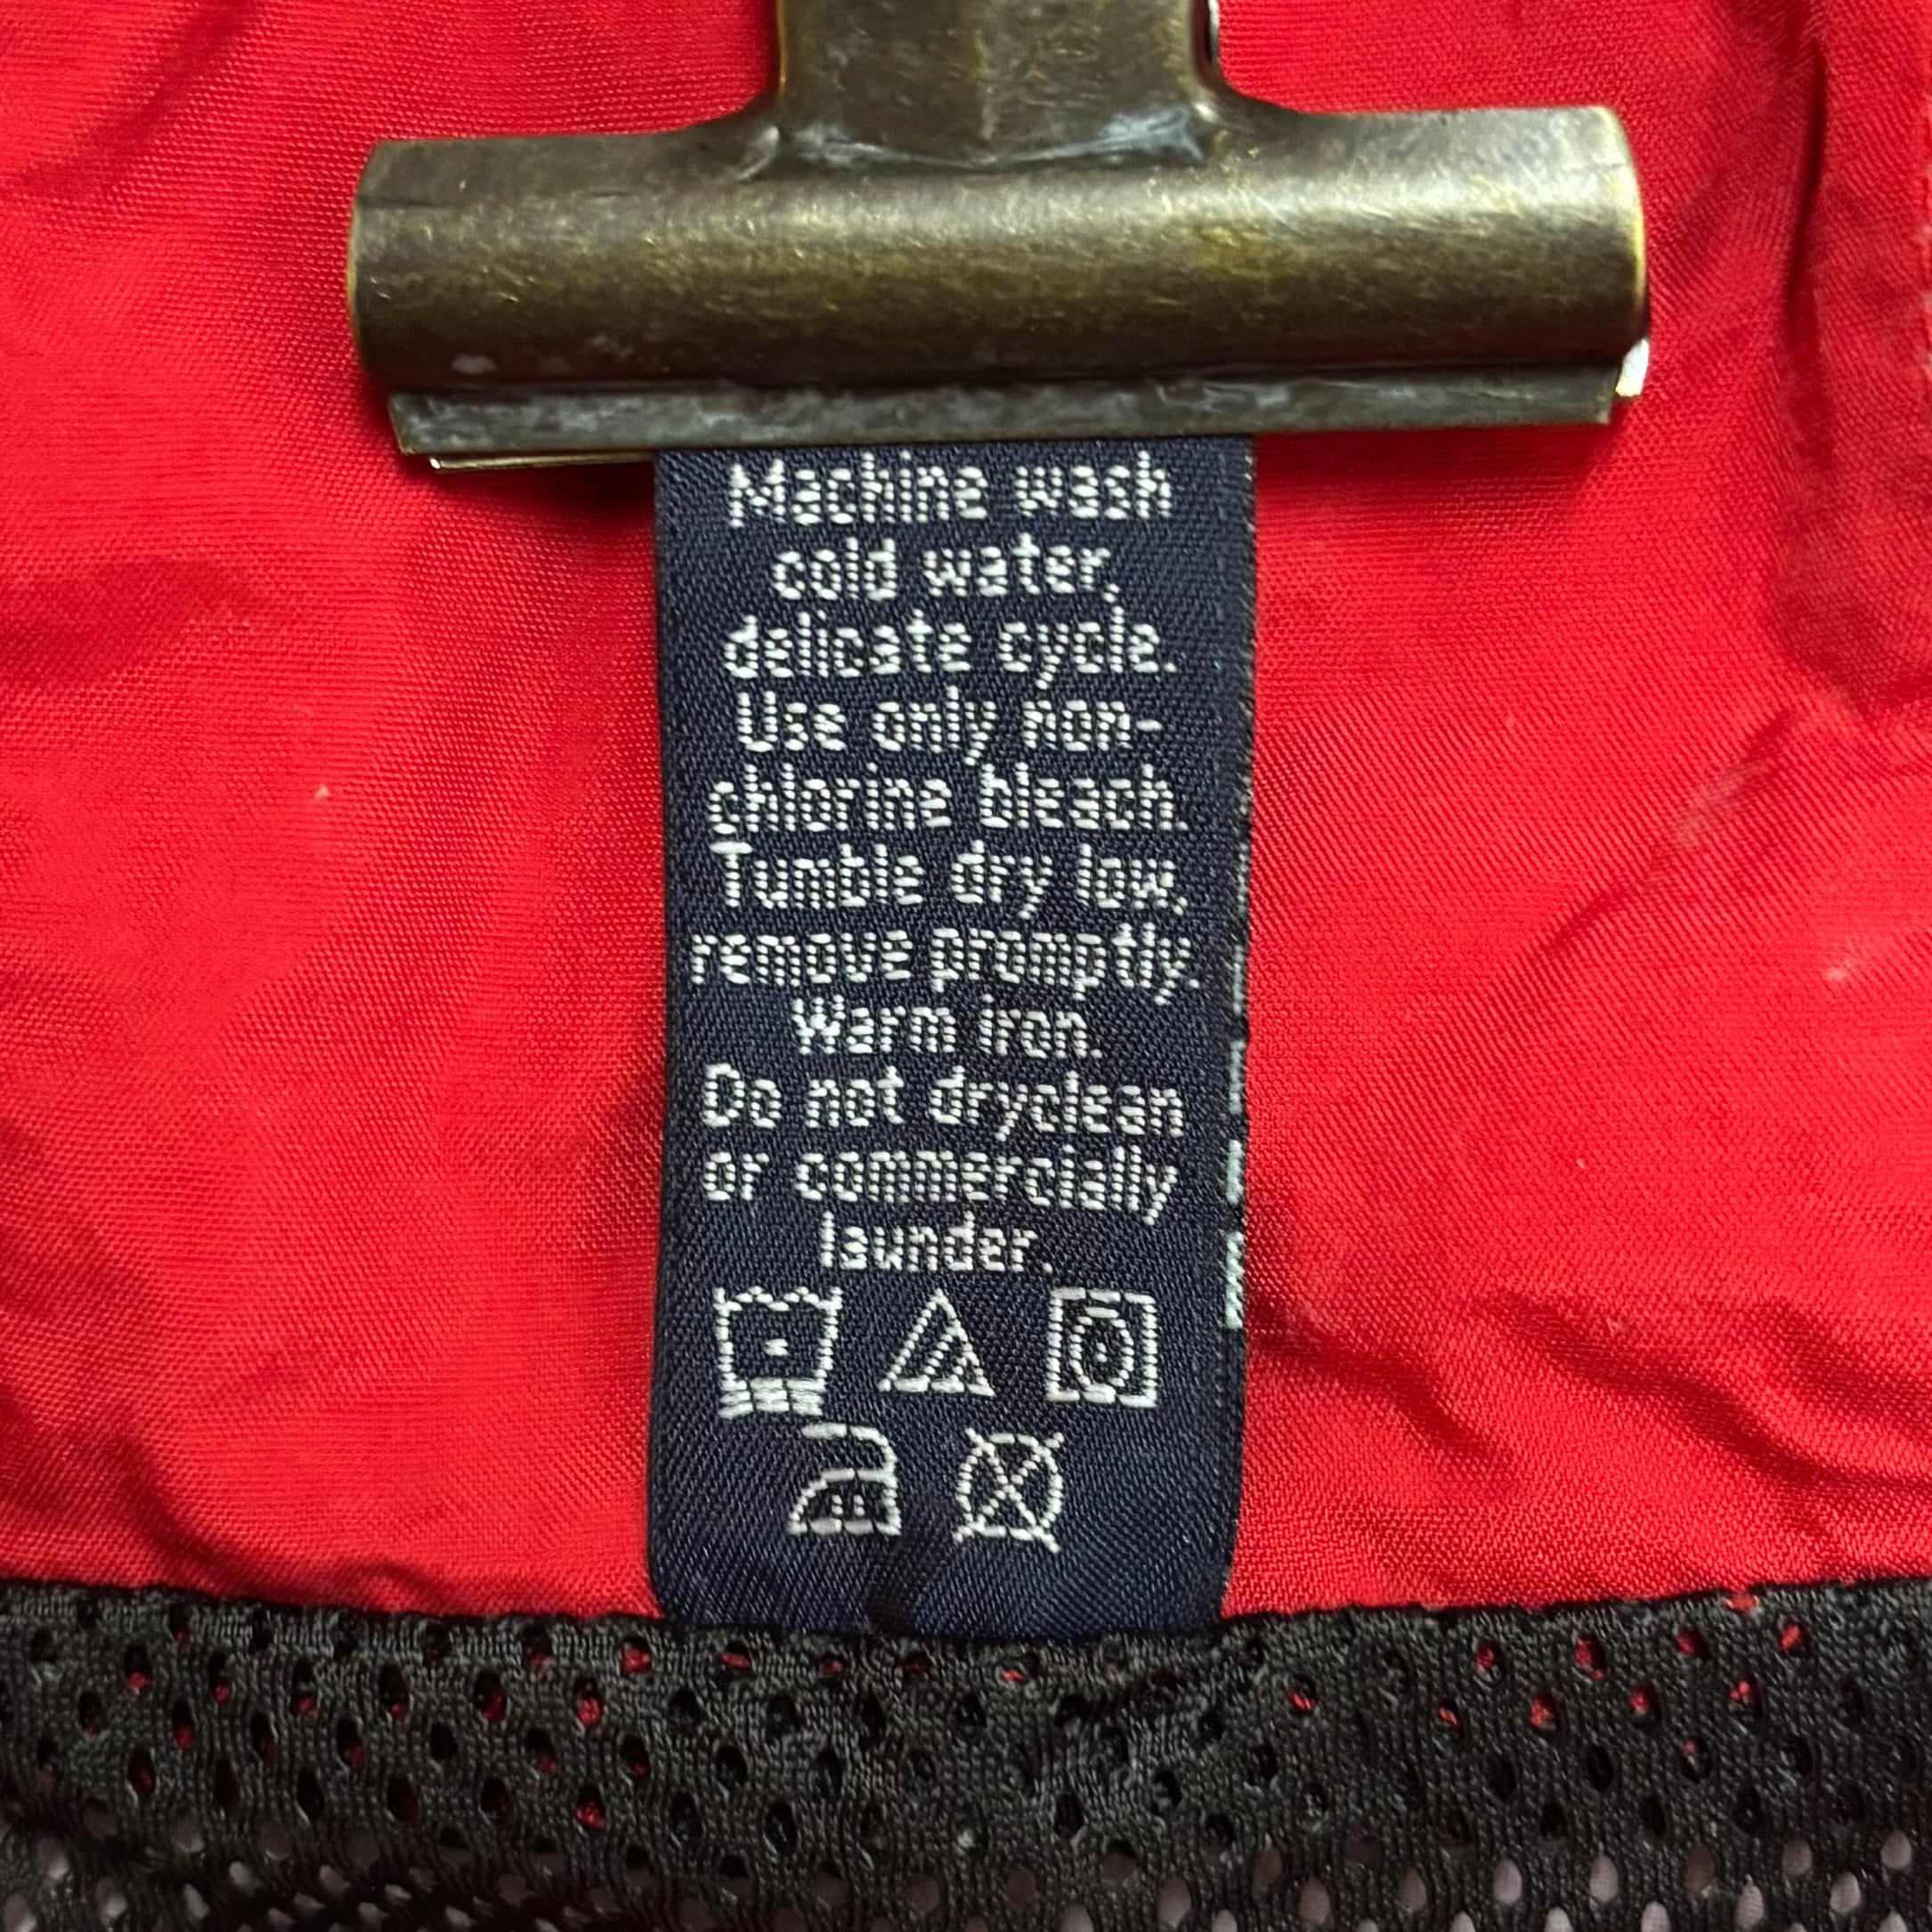 Machine wash
cold water,
delicate cycle.
Use only non-
chlorine bleach.
Tumble dry low,
remove promptly.
Warm iron.
Do not dryclean
or commercially
launder.